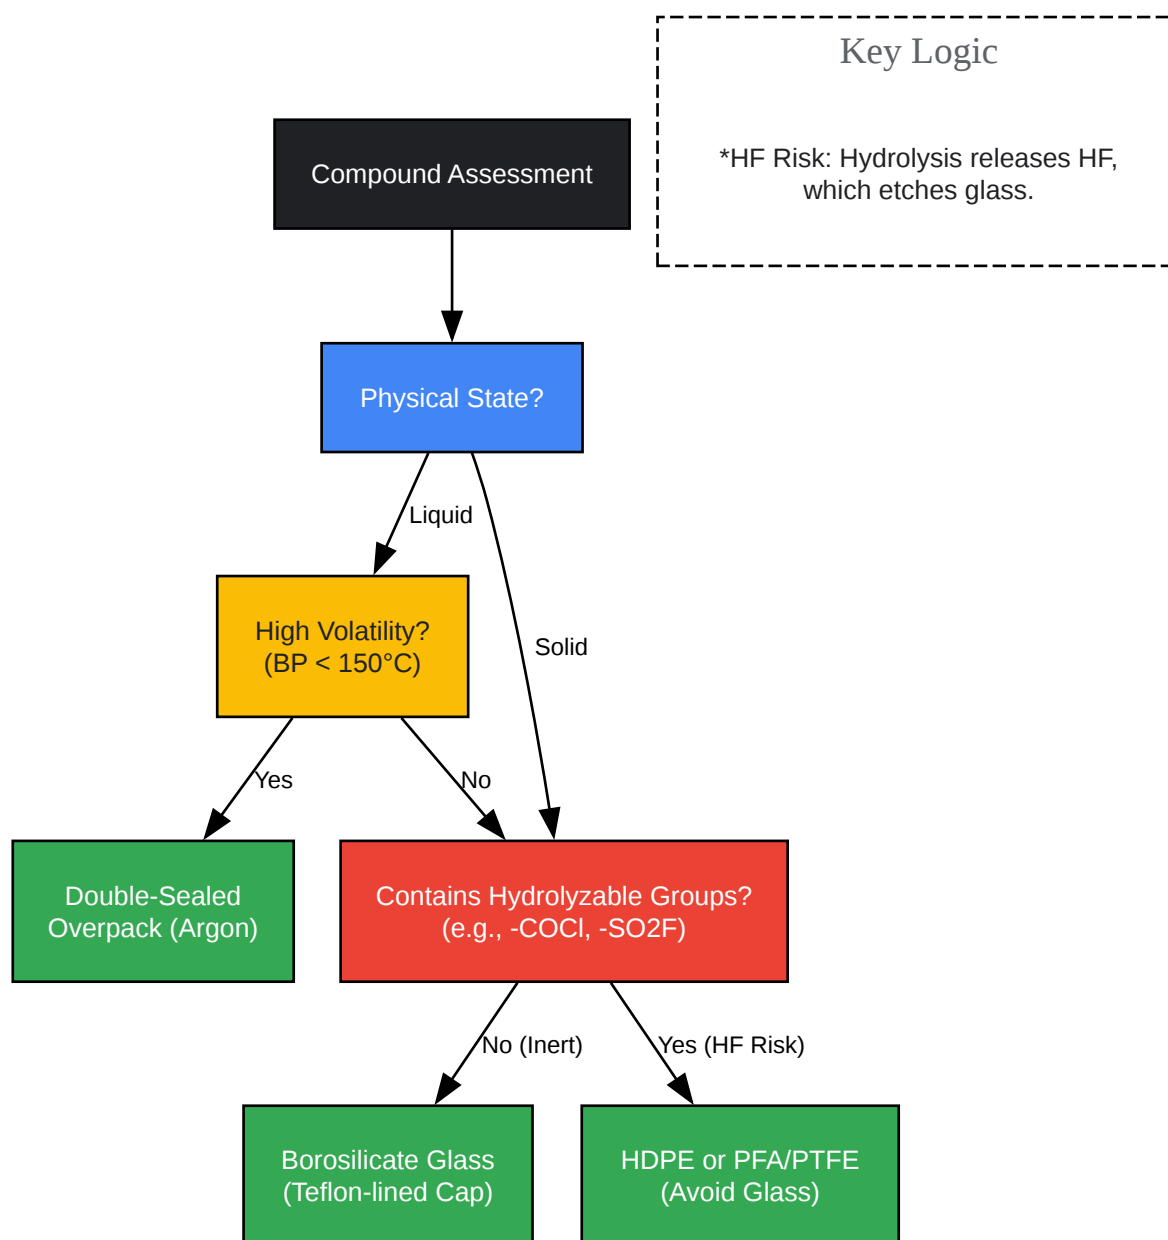 Key Logic
*HF Risk: Hydrolysis releases HF,
which etches glass.
Compound Assessment
Physical State?
Liquid
Solid
High Volatility?
(BP < 150°C)
Yes
No
Double-Sealed
Overpack (Argon)
Contains Hydrolyzable Groups?
(e.g., -COCl, -SO2F)
No (Inert)
Yes (HF Risk)
Borosilicate Glass
(Teflon-lined Cap)
HDPE or PFA/PTFE
(Avoid Glass)